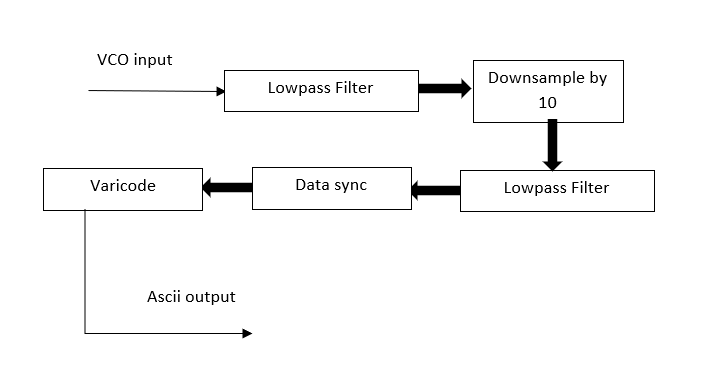 VCO input
Lowpass Filter
Downsample by
10
Lowpass Filter
Data sync
Varicode
Ascii output